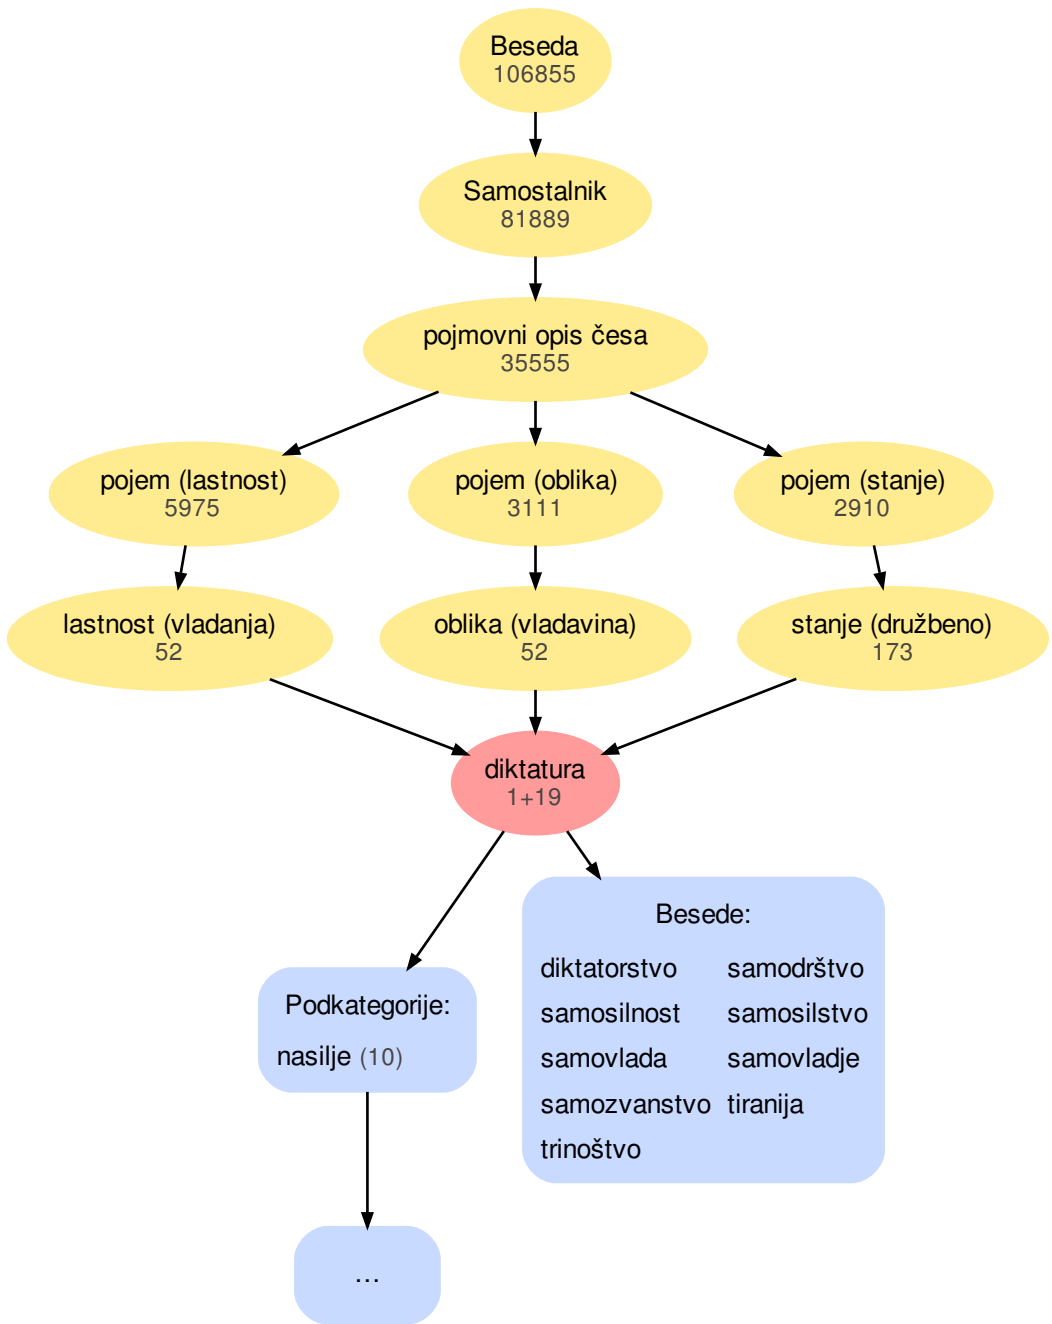 Beseda
106855
Samostalnik
81889
pojmovni opis česa
35555
pojem (lastnost)
5975
pojem (oblika)
3111
pojem (stanje)
2910
lastnost (vladanja)
52
oblika (vladavina)
52
stanje (družbeno)
173
diktatura
1+19
Podkategorije:
nasilje (10)
...
Besede:
diktatorstvo samodrštvo
samosilnost samosilstvo
samovlada samovladje
samozvanstvo tiranija
trinoštvo